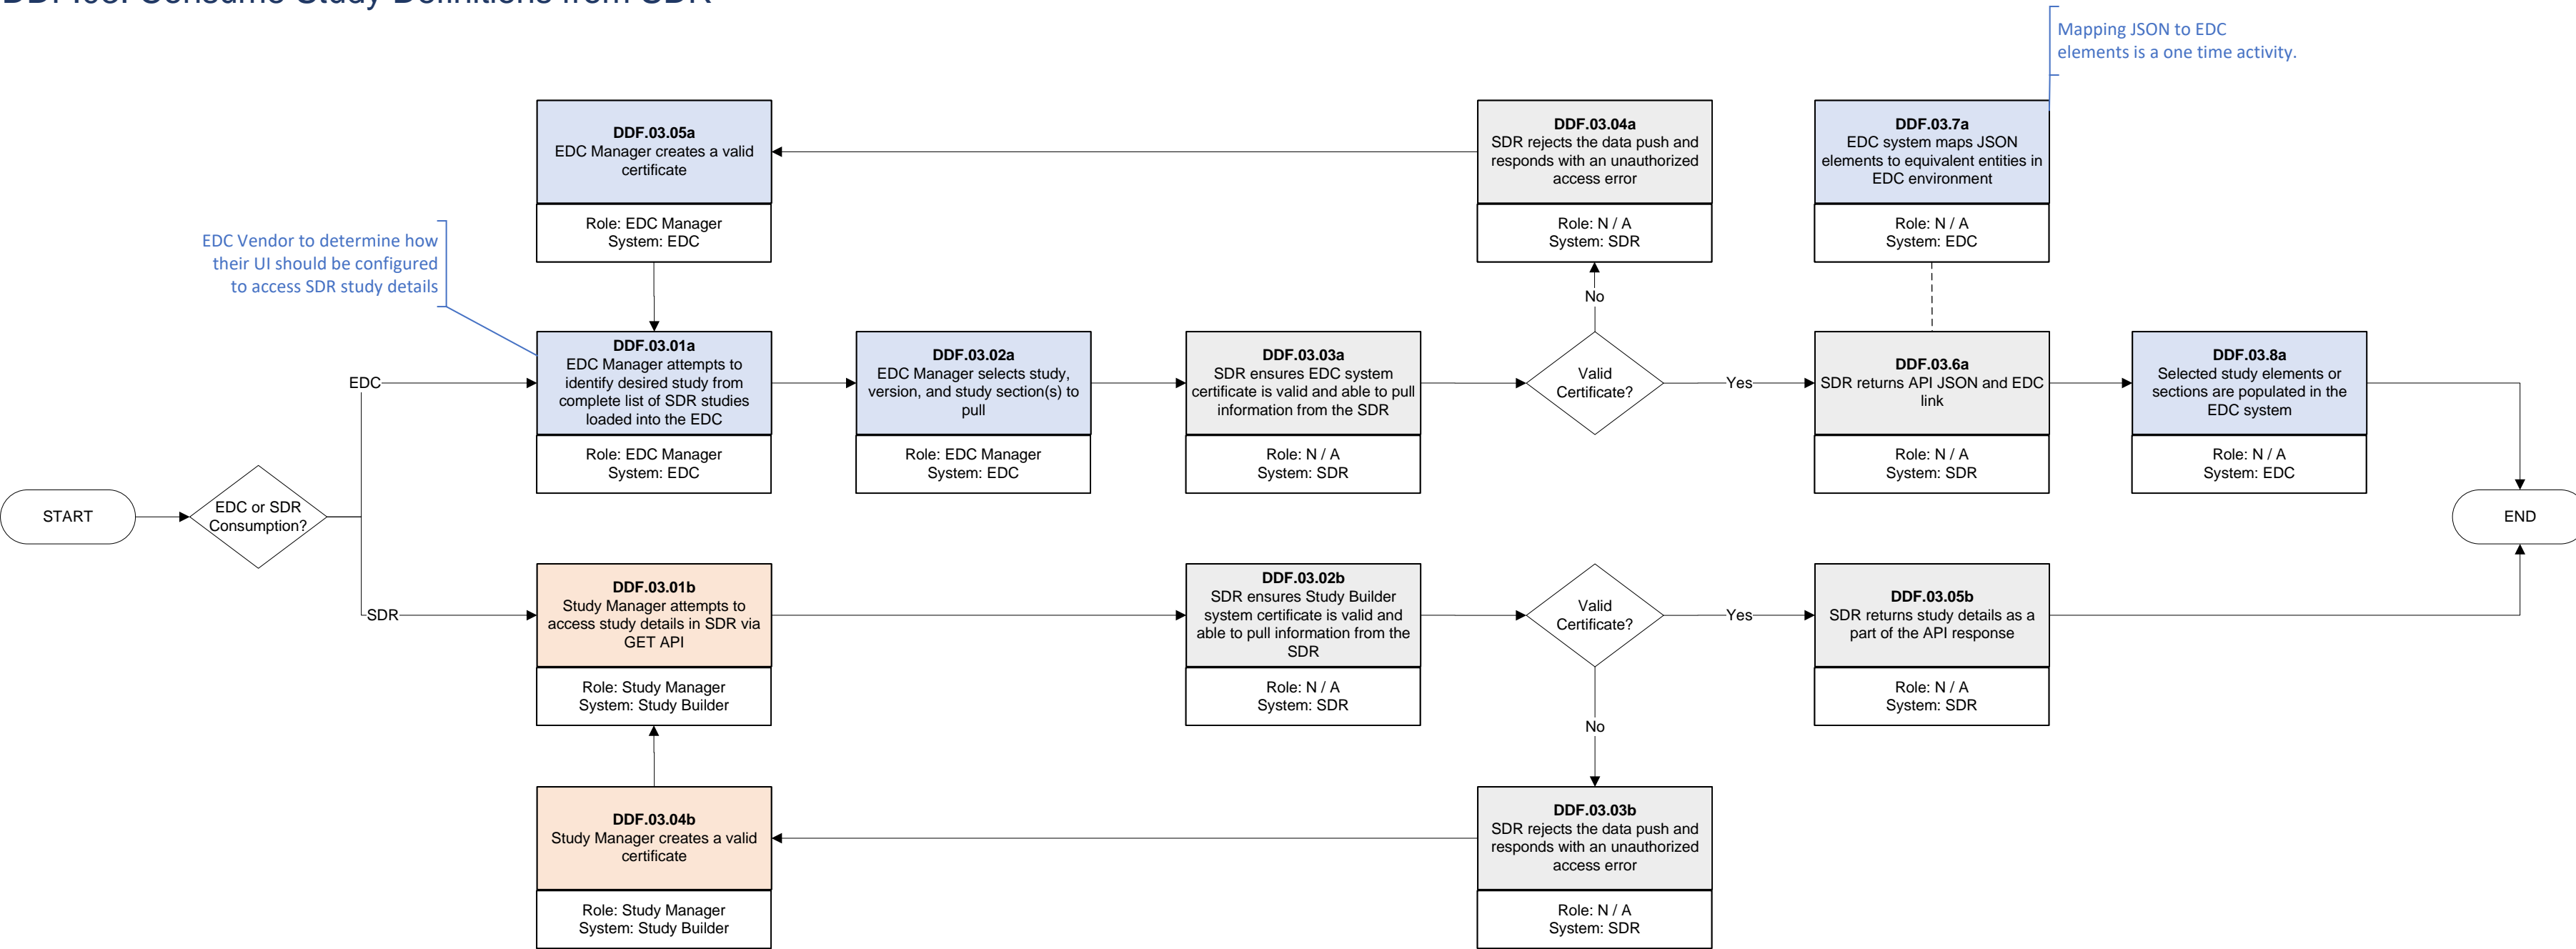 DDF.03: Consume Study Definitions from SDR
Mapping JSON to EDC
elements is a one time activity.
DDF.03.05a
EDC Manager creates a valid
certificate
Role: EDC Manager
System: EDC
DDF.03.04a
SDR rejects the data push and
responds with an unauthorized
access error
Role: N / A
System: SDR
DDF.03.7a
EDC system maps JSON
elements to equivalent entities in
EDC environment
Role: N / A
System: EDC
EDC Vendor to determine how
their UI should be configured
to access SDR study details
No
EDC
DDF.03.01a
EDC Manager attempts to
identify desired study from
complete list of SDR studies
loaded into the EDC
Role: EDC Manager
System: EDC
DDF.03.02a
EDC Manager selects study,
version, and study section(s) to
pull
Role: EDC Manager
System: EDC
DDF.03.03a
SDR ensures EDC system
certificate is valid and able to pull
information from the SDR
Role: N / A
System: SDR
Valid
Certificate?
Yes
DDF.03.6a
SDR returns API JSON and EDC
link
Role: N / A
System: SDR
DDF.03.8a
Selected study elements or
sections are populated in the
EDC system
Role: N / A
System: EDC
START
EDC or SDR
Consumption?
END
SDR
DDF.03.01b
Study Manager attempts to
access study details in SDR via
GET API
Role: Study Manager
System: Study Builder
DDF.03.02b
SDR ensures Study Builder
system certificate is valid and
able to pull information from the
SDR
Role: N / A
System: SDR
Valid
Certificate?
Yes
DDF.03.05b
SDR returns study details as a
part of the API response
Role: N / A
System: SDR
No
DDF.03.04b
Study Manager creates a valid
certificate
Role: Study Manager
System: Study Builder
DDF.03.03b
SDR rejects the data push and
responds with an unauthorized
access error
Role: N / A
System: SDR